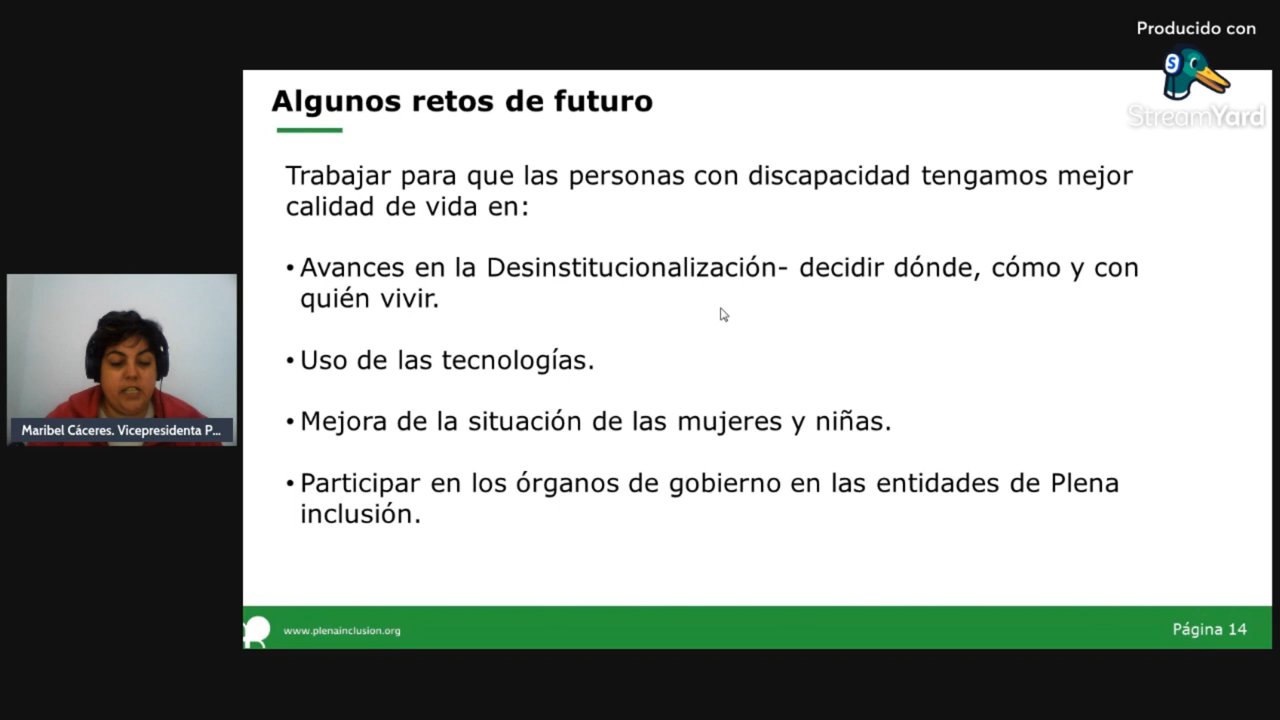 Producido con
StreamYard
Algunos retos de futuro
Trabajar para que las personas con discapacidad tengamos mejor
calidad de vida en:
• Avances en la Desinstitucionalización- decidir dónde, cómo y con
quién vivir.
• Uso de las tecnologías.
• Mejora de la situación de las mujeres y niñas.
• Participar en los órganos de gobierno en las entidades de Plena
inclusión.
Maribel Cáceres. Vicepresidenta P...
www.plenainclusion.org
Página 14